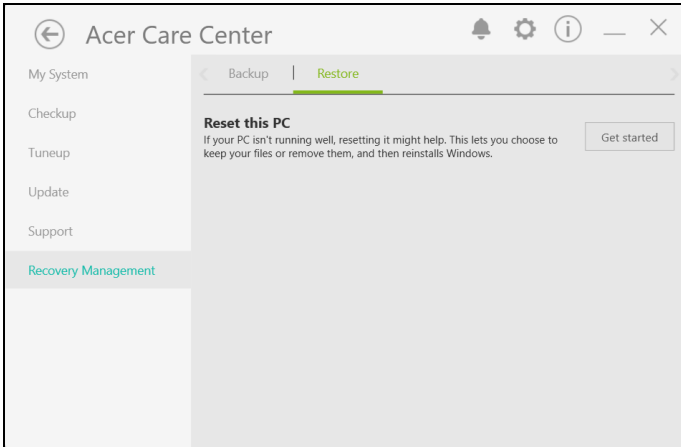 Acer Care Center
My System
Checkup
Tuneup
Update
Support
Recovery Management
Backup | Restore
Reset this PC
If your PC isn't running well, resetting it might help. This lets you choose to
keep your files or remove them, and then reinstalls Windows.
Get started